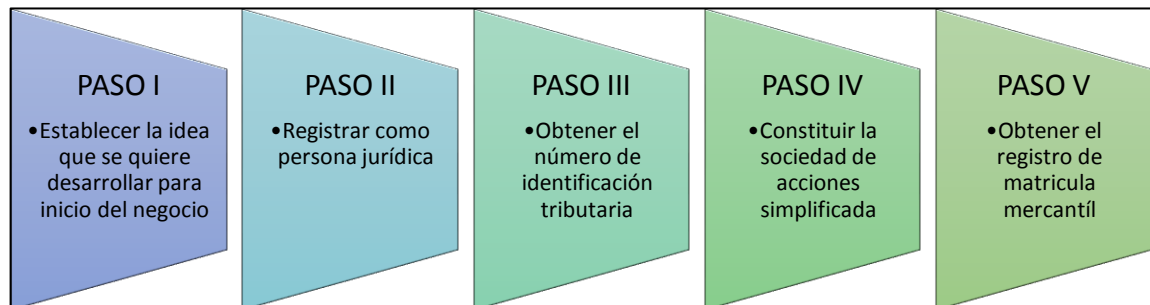 PASO I
•Establecer la idea
que se quiere
desarrollar para
inicio del negocio
PASO II
•Registrar como
persona jurídica
PASO III
•Obtener el
número de
identificación
tributaria
PASO IV
•Constituir la
sociedad de
acciones
simplificada
PASO V
•Obtener el
registro de
matricula
mercantíl